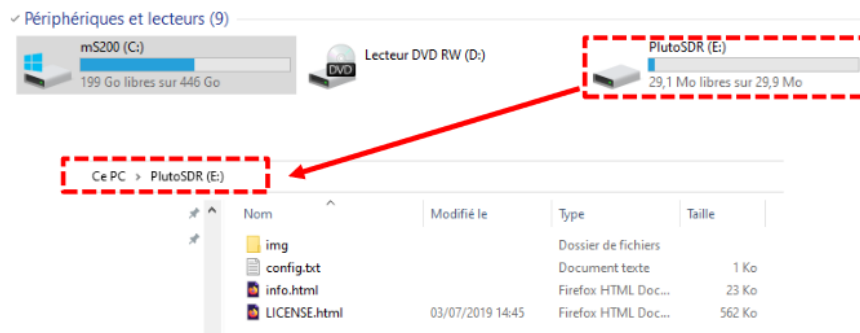 Périphériques et lecteurs (9)
mS200 (C:)
199 Go libres sur 446 Go
DVD
Lecteur DVD RW (D:)
PlutoSDR (E:)
29,1 Mo libres sur 29,9 Mo
Ce PC > PlutoSDR (E:)
Nom Modifié le Type Taille
img Dossier de fichiers
config.txt Document texte 1 Ko
info.html Firefox HTML Doc... 23 Ko
LICENSE.html 03/07/2019 14:45 Firefox HTML Doc... 562 Ko